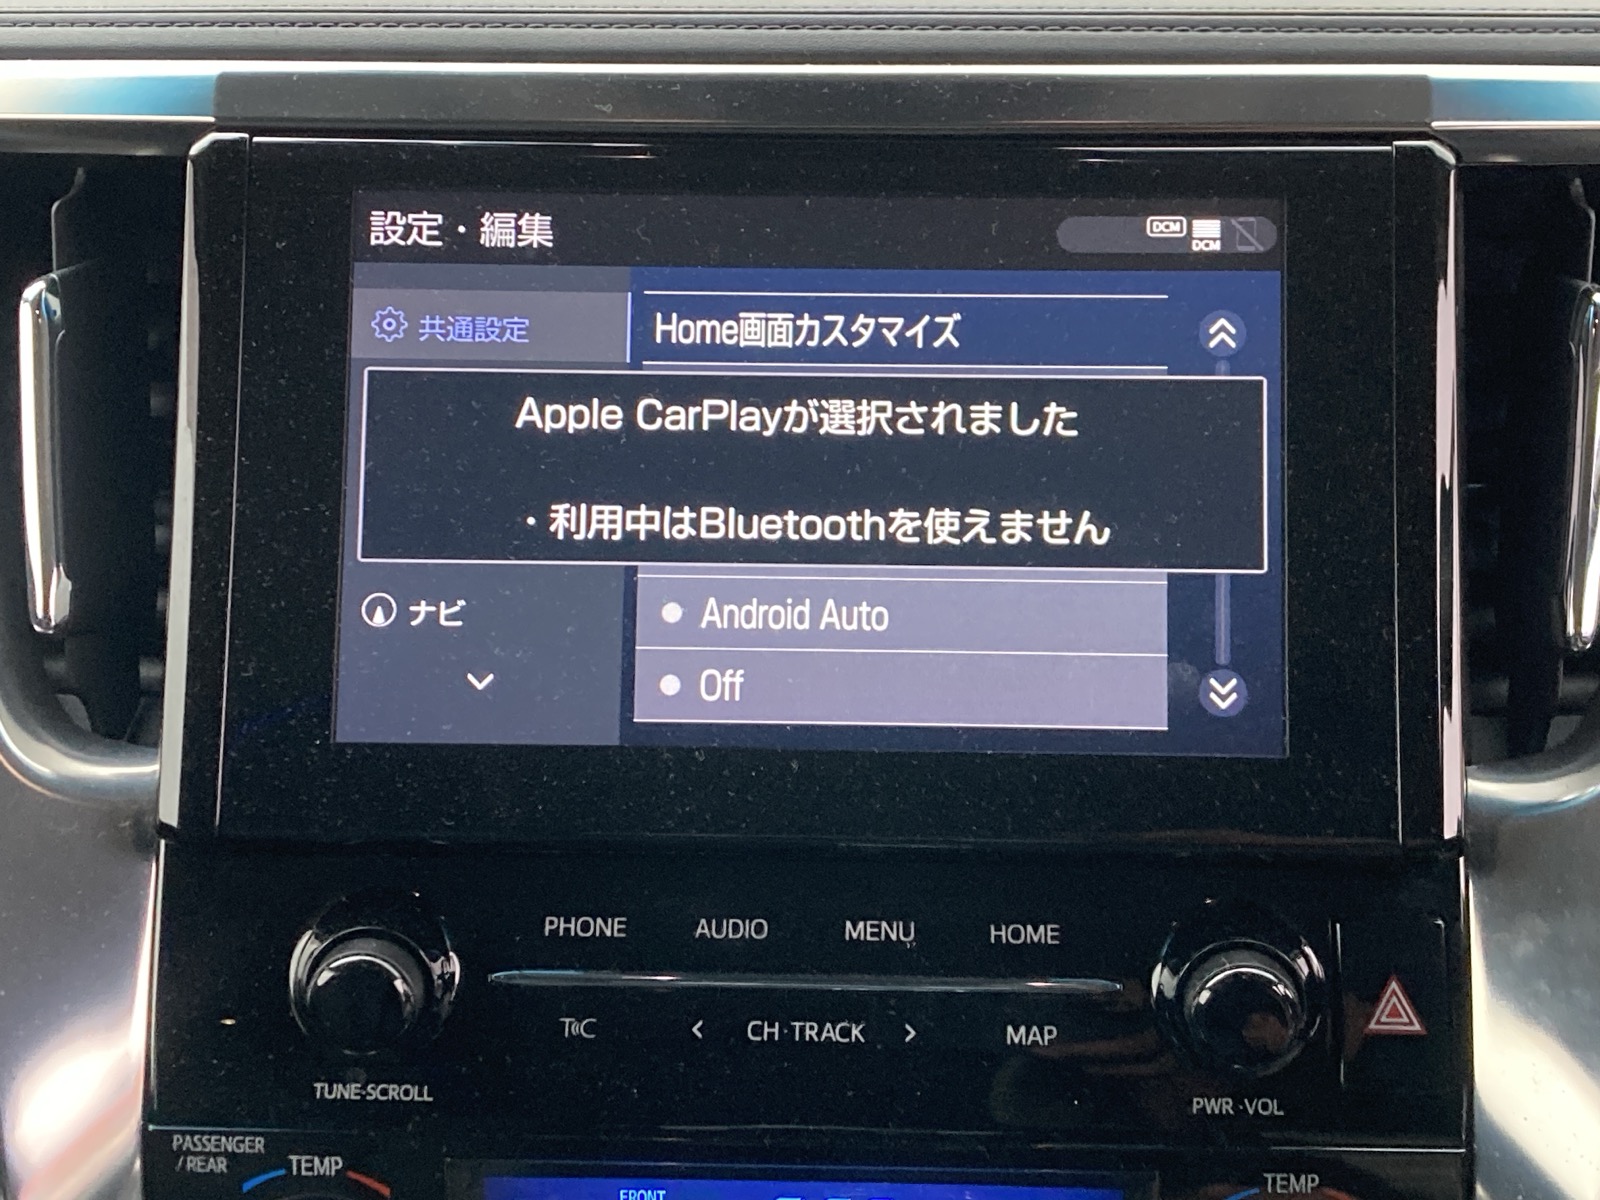 設定・編集
DCM
DCM
共通設定
Home画面カスタマイズ
Apple CarPlayが選択されました
・利用中はBluetoothを使えません
ナビ
Android Auto
Off
PHONE AUDIO MENU HOME
T C < CH·TRACK > MAP
TUNE·SCROLL
PWR·VOL
PASSENGER
/REAR
TEMP
FRONT
TEMP